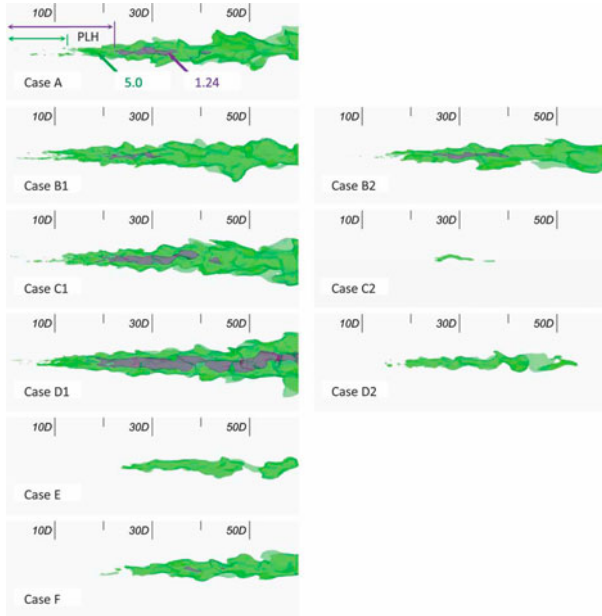 10D 30D 50D
PLH
Case A 5.0 1.24
10D 30D 50D 10D 30D 50D
Case B1 Case B2
10D 30D 50D 10D 30D 50D
Case C1 Case C2
10D 30D 50D 10D 30D 50D
Case D1 Case D2
10D 30D 50D
Case E
10D 30D 50D
Case F